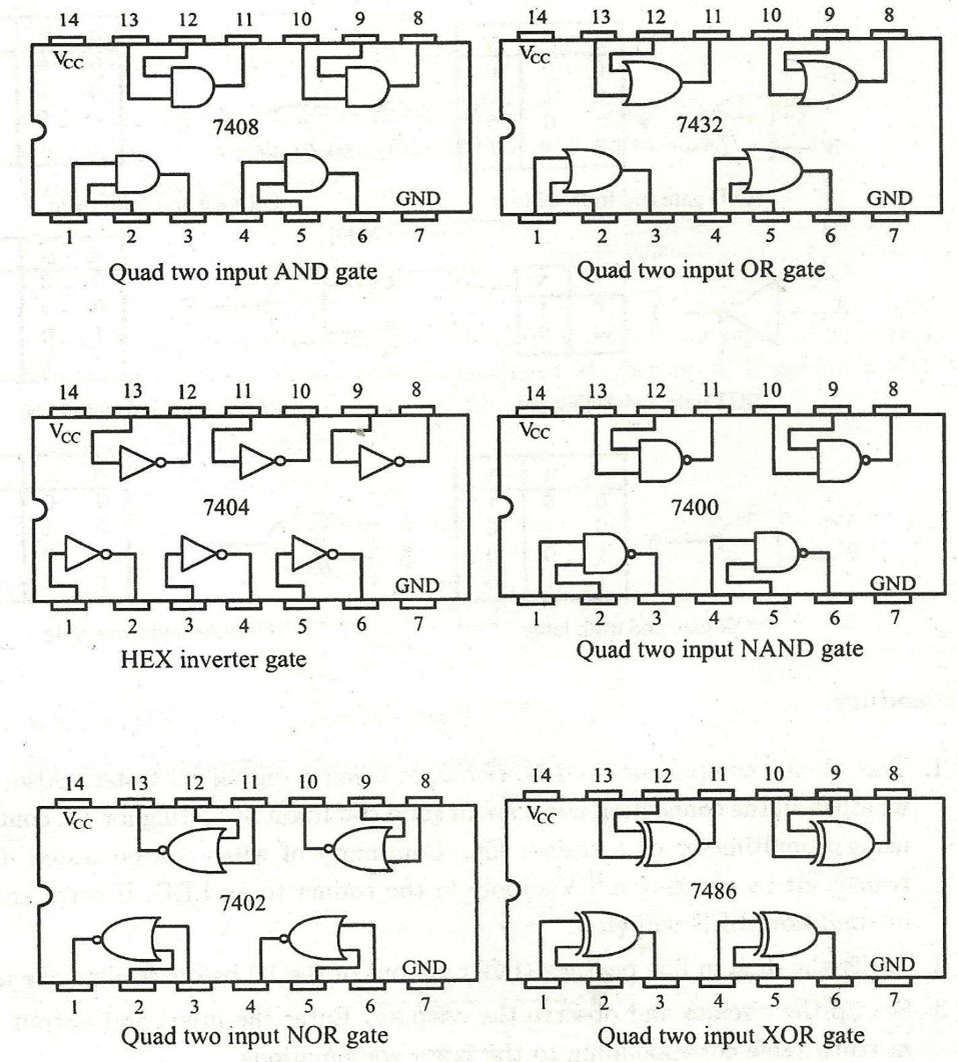 14 13 12 11 10 9 8
VCC
7408
GND
1 2 3 4 5 6 7
Quad two input AND gate
14 13 12 11 10 9 8
VCC
7432
GND
1 2 3 4 5 6 7
Quad two input OR gate
14 13 12 11 10 9 8
VCC
7404
GND
1 2 3 4 5 6 7
HEX inverter gate
14 13 12 11 10 9 8
VCC
7400
GND
1 2 3 4 5 6 7
Quad two input NAND gate
14 13 12 11 10 9 8
VCC
7402
GND
1 2 3 4 5 6 7
Quad two input NOR gate
14 13 12 11 10 9 8
VCC
7486
GND
1 2 3 4 5 6 7
Quad two input XOR gate